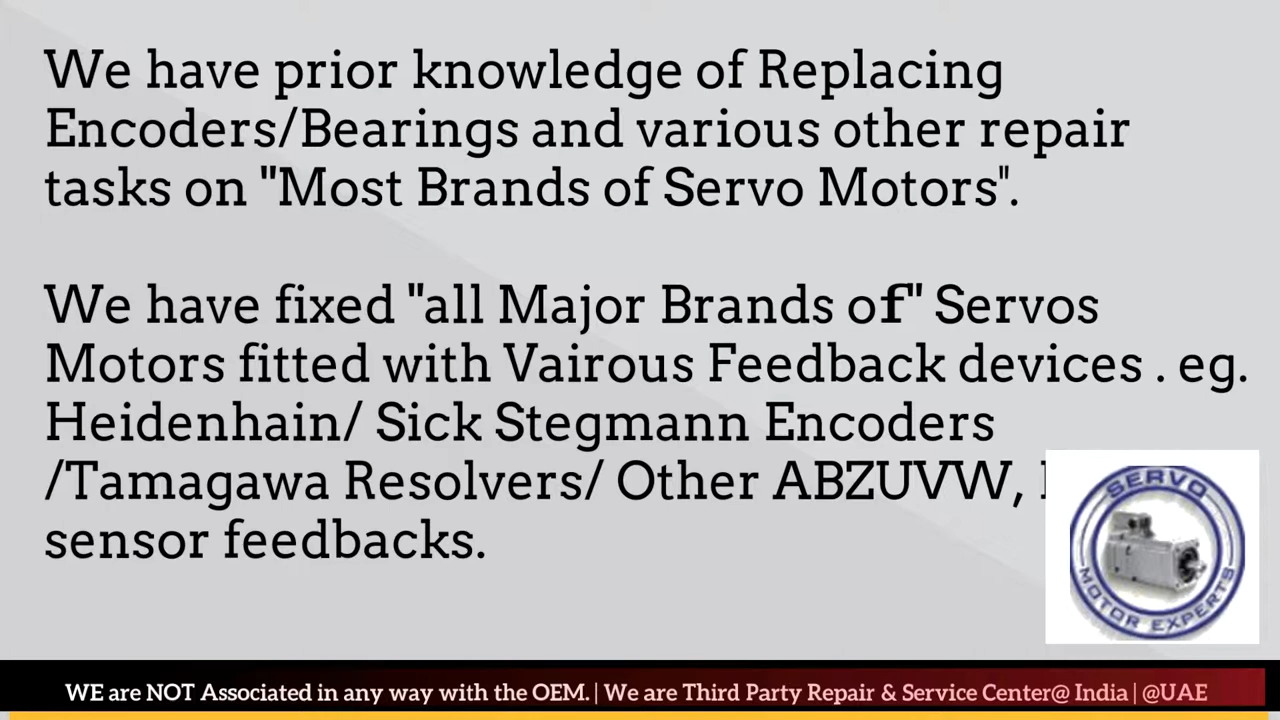 We have prior knowledge of Replacing
Encoders/Bearings and various other repair
tasks on "Most Brands of Servo Motors".
We have fixed "all Major Brands of" Servos
Motors fitted with Vairous Feedback devices . eg.
Heidenhain/ Sick Stegmann Encoders
/Tamagawa Resolvers/ Other ABZUVW,
sensor feedbacks.
SERVO
MOTOR EXPERTS
WE are NOT Associated in any way with the OEM. | We are Third Party Repair & Service Center@ India | @UAE